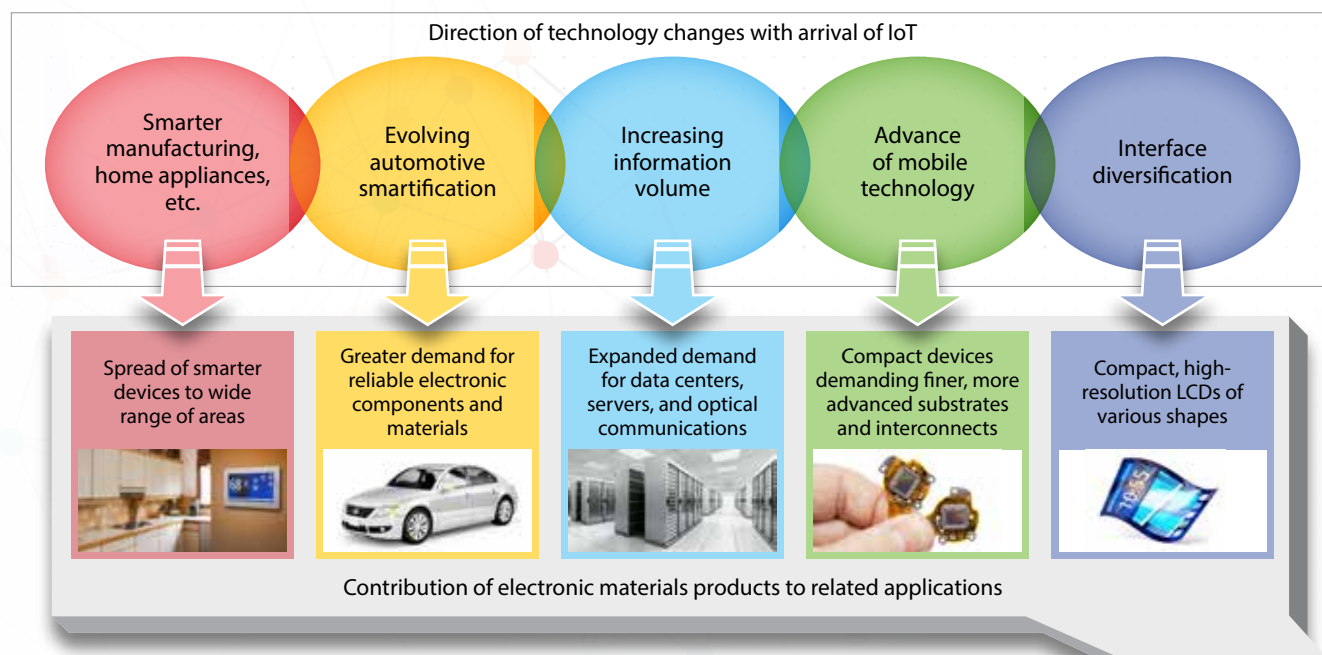 Direction of technology changes with arrival of IoT
Smarter
manufacturing,
home appliances,
etc.
Evolving
automotive
smartification
Increasing
information
volume
Advance
of mobile
technology
Interface
diversification
Spread of smarter
devices to wide
range of areas
Greater demand for
reliable electronic
components and
materials
Expanded demand
for data centers,
servers, and optical
communications
Compact devices
demanding finer, more
advanced substrates
and interconnects
Compact, high-
resolution LCDs of
various shapes
68
10:35
Contribution of electronic materials products to related applications